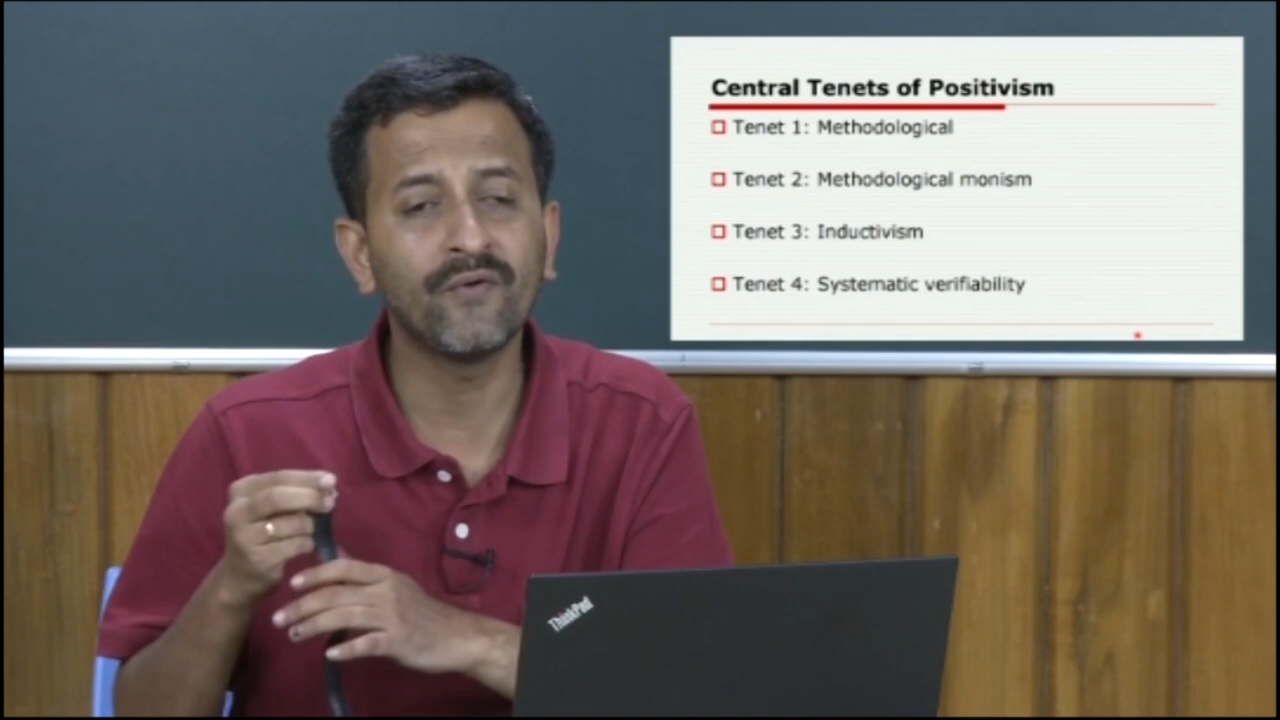 Central Tenets of Positivism
Tenet 1: Methodological
Tenet 2: Methodological monism
Tenet 3: Inductivism
Tenet 4: Systematic verifiability
ThinkPad